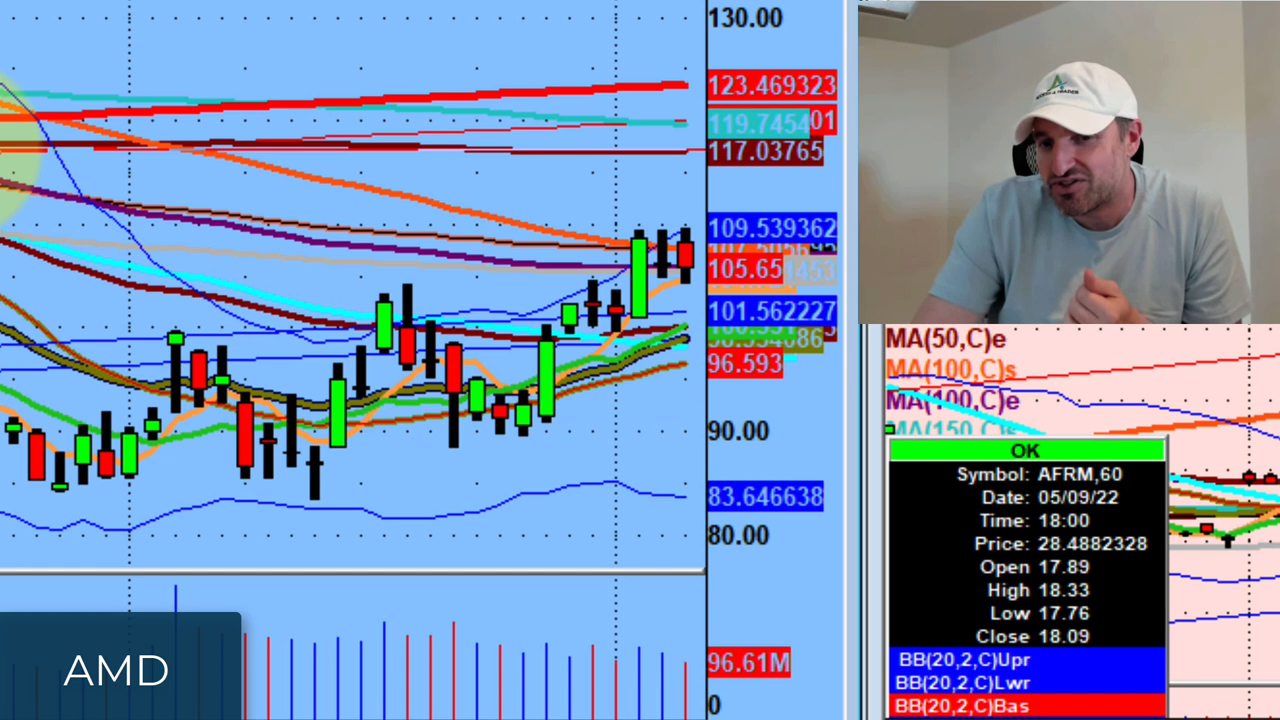 130.00
123.469323
119.7454
01
117.03765
109.539362
105.65
101.562227
96.593
90.00
83.646638
80.00
96.61M
0
AMD
MA(50,C)e
MA(100,C)s
MA(100,C)e
MA(150,C)s
OK
Symbol: AFRM,60
Date: 05/09/22
Time: 18:00
Price: 28.4882328
Open 17.89
High 18.33
Low 17.76
Close 18.09
BB(20,2,C)Upr
BB(20,2,C)Lwr
BB(20,2,C)Bas